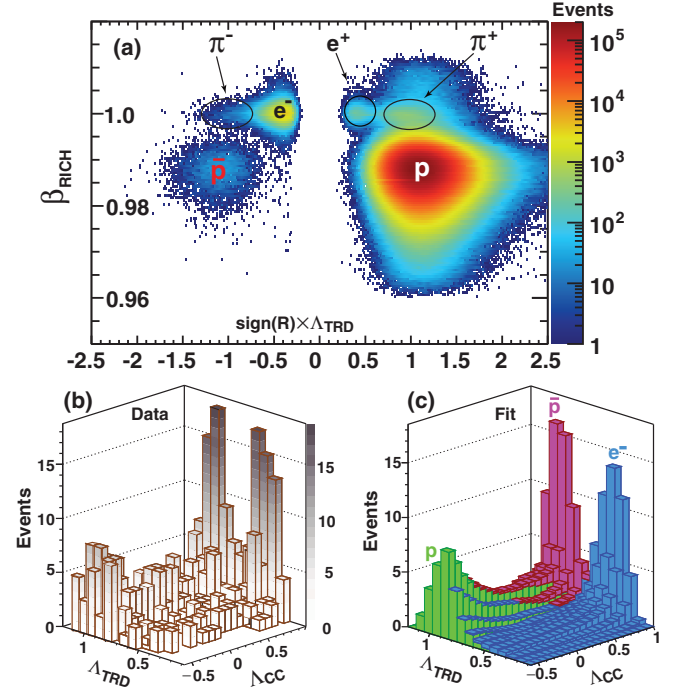 Events
(a) π⁻ e⁺ π⁺
10⁵
10⁴
10³
10²
10
1
β_RICH
1.0
0.98
0.96
e⁻
p̄
p
sign(R)×Λ_TRD
-2.5 -2 -1.5 -1 -0.5 0 0.5 1 1.5 2 2.5
(b) Data
Events
15
10
5
0
15
10
5
0
1 0.5
Λ_TRD
−0.5 0 0.5
Λ_CC
(c) Fit
Events
15
10
5
0
p̄
e⁻
p
1 0.5
Λ_TRD
−0.5 0 0.5 1
Λ_CC